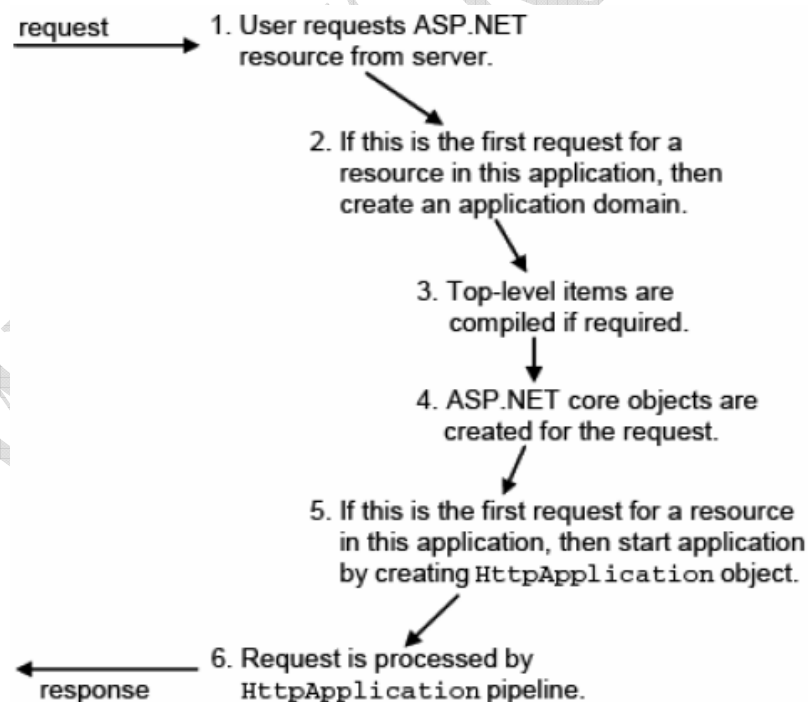 request
1. User requests ASP.NET
resource from server.
2. If this is the first request for a
resource in this application, then
create an application domain.
3. Top-level items are
compiled if required.
4. ASP.NET core objects are
created for the request.
5. If this is the first request for a resource
in this application, then start application
by creating HttpApplication object.
6. Request is processed by
HttpApplication pipeline.
response